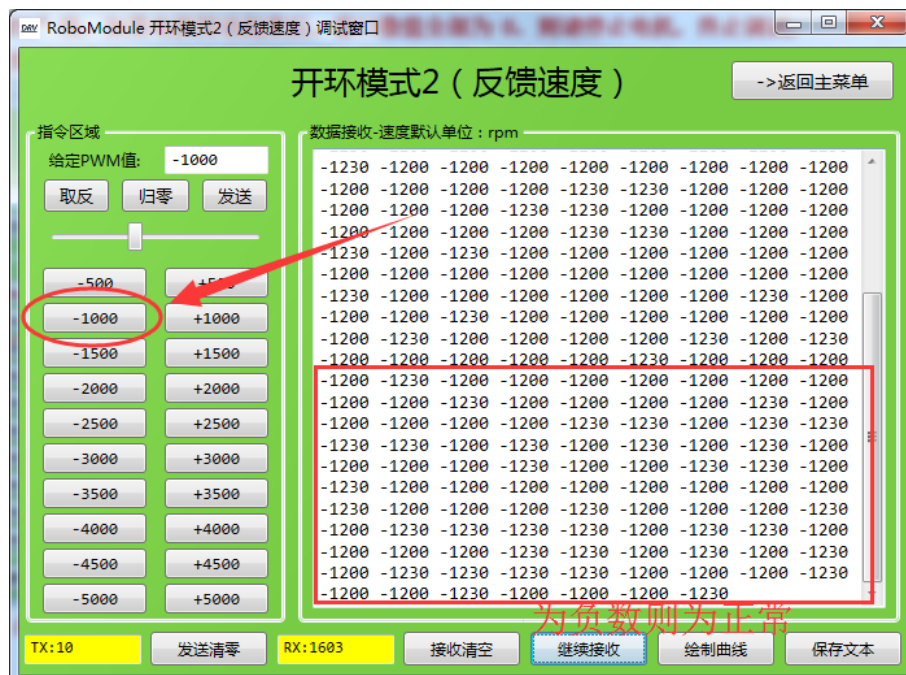 DRV RoboModule 开环模式2（反馈速度）调试窗口
开环模式2（反馈速度）
->返回主菜单
指令区域
给定PWM值: -1000
取反 归零 发送
-500
-1000 +1000
-1500 +1500
-2000 +2000
-2500 +2500
-3000 +3000
-3500 +3500
-4000 +4000
-4500 +4500
-5000 +5000
数据接收-速度默认单位：rpm
-1230 -1200 -1200 -1200 -1200 -1200 -1200 -1200 -1200
-1200 -1200 -1200 -1200 -1230 -1230 -1200 -1200 -1200
-1200 -1200 -1200 -1230 -1230 -1200 -1200 -1200 -1200
-1200 -1200 -1200 -1230 -1230 -1200 -1200 -1200 -1200
-1230 -1200 -1230 -1200 -1200 -1200 -1200 -1200 -1200
-1200 -1200 -1200 -1200 -1200 -1200 -1200 -1200 -1200
-1230 -1200 -1200 -1200 -1200 -1200 -1200 -1230 -1200
-1200 -1200 -1230 -1200 -1200 -1200 -1200 -1200 -1200
-1200 -1230 -1200 -1200 -1200 -1200 -1230 -1200 -1230
-1200 -1200 -1200 -1200 -1200 -1230 -1200 -1200 -1200
-1200 -1230 -1200 -1200 -1200 -1200 -1200 -1200 -1200
-1200 -1200 -1230 -1200 -1200 -1200 -1200 -1230 -1200
-1200 -1200 -1200 -1200 -1230 -1230 -1200 -1230 -1230
-1230 -1230 -1200 -1230 -1200 -1200 -1200 -1200 -1200
-1200 -1200 -1200 -1230 -1200 -1200 -1230 -1230 -1200
-1230 -1200 -1200 -1200 -1200 -1230 -1200 -1200 -1200
-1230 -1200 -1200 -1200 -1230 -1200 -1200 -1200 -1230
-1200 -1230 -1230 -1230 -1230 -1200 -1230 -1230 -1200
-1200 -1200 -1200 -1200 -1230 -1200 -1230 -1200 -1230
-1200 -1230 -1230 -1230 -1230 -1200 -1200 -1200 -1230
-1200 -1200 -1230 -1200 -1200 -1200 -1230
为负数则为正常
TX:10 发送清零 RX:1603 接收清空 继续接收 绘制曲线 保存文本